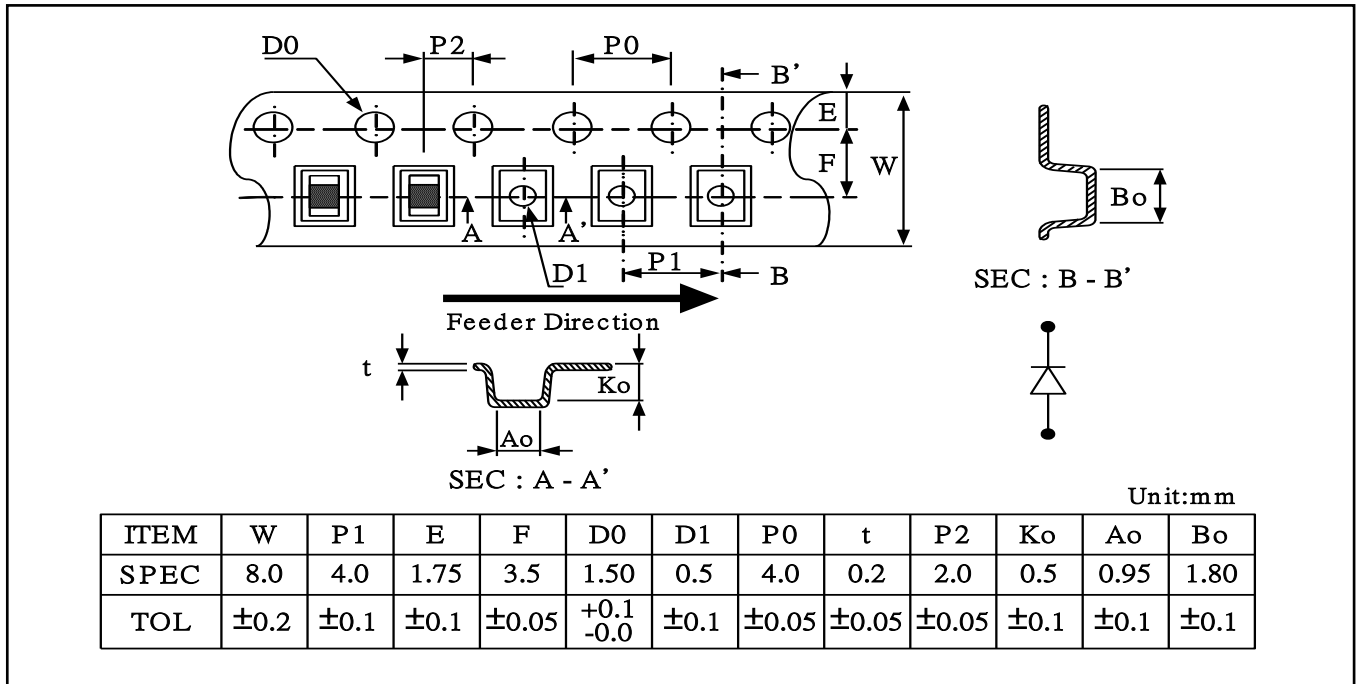 D0
P2
P0
B'
E
F
W
A
A'
D1
P1
B
Feeder Direction
Bo
SEC : B - B'
t
Ko
Ao
SEC : A - A'
Unit:mm
ITEM W P1 E F D0 D1 P0 t P2 Ko Ao Bo
SPEC 8.0 4.0 1.75 3.5 1.50 0.5 4.0 0.2 2.0 0.5 0.95 1.80
TOL ±0.2 ±0.1 ±0.1 ±0.05 +0.1 -0.0 ±0.1 ±0.05 ±0.05 ±0.05 ±0.1 ±0.1 ±0.1